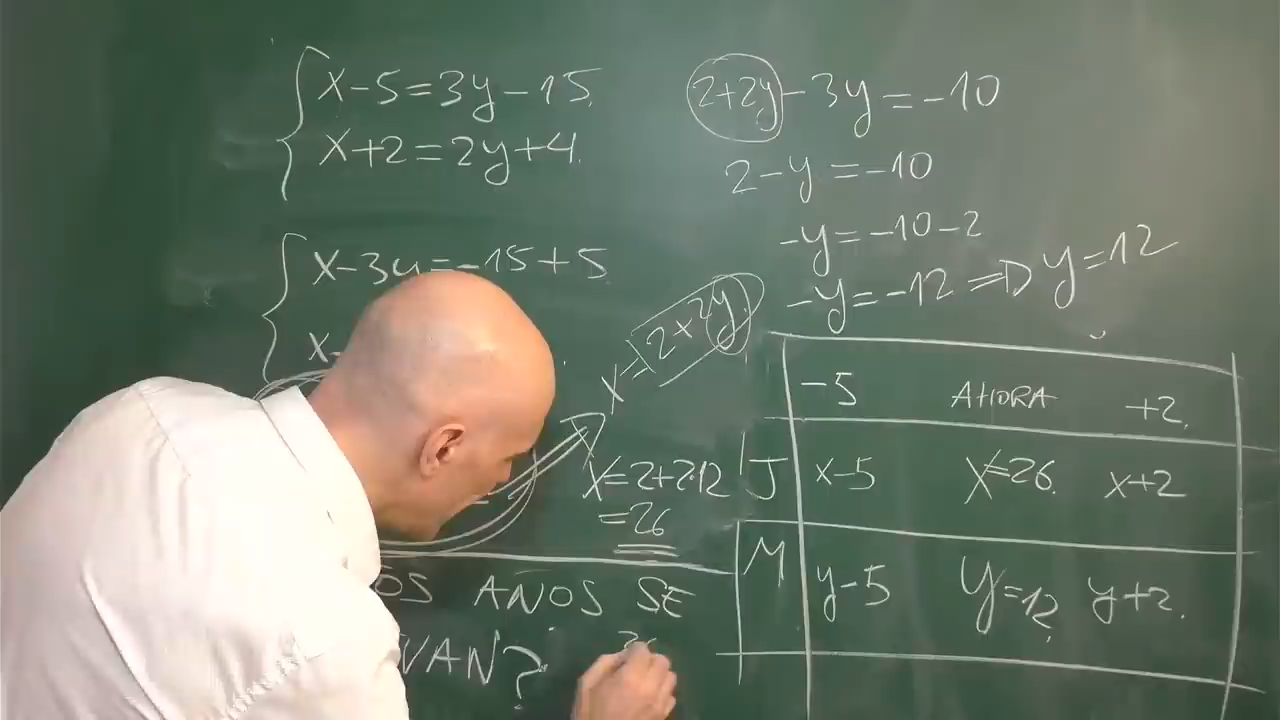 x-5=3y-15
x+2=2y+4
x-3y=-15+5
x-
2+2y-3y=-10
2-y=-10
-y=-10-2
-y=-12 ⇒ y=12
x=2+2y
x=2+2·12
=26
-5 AHORA +2
J x-5 x=26 x+2
M y-5 y=12 y+2
OS AÑOS SE
VAN?